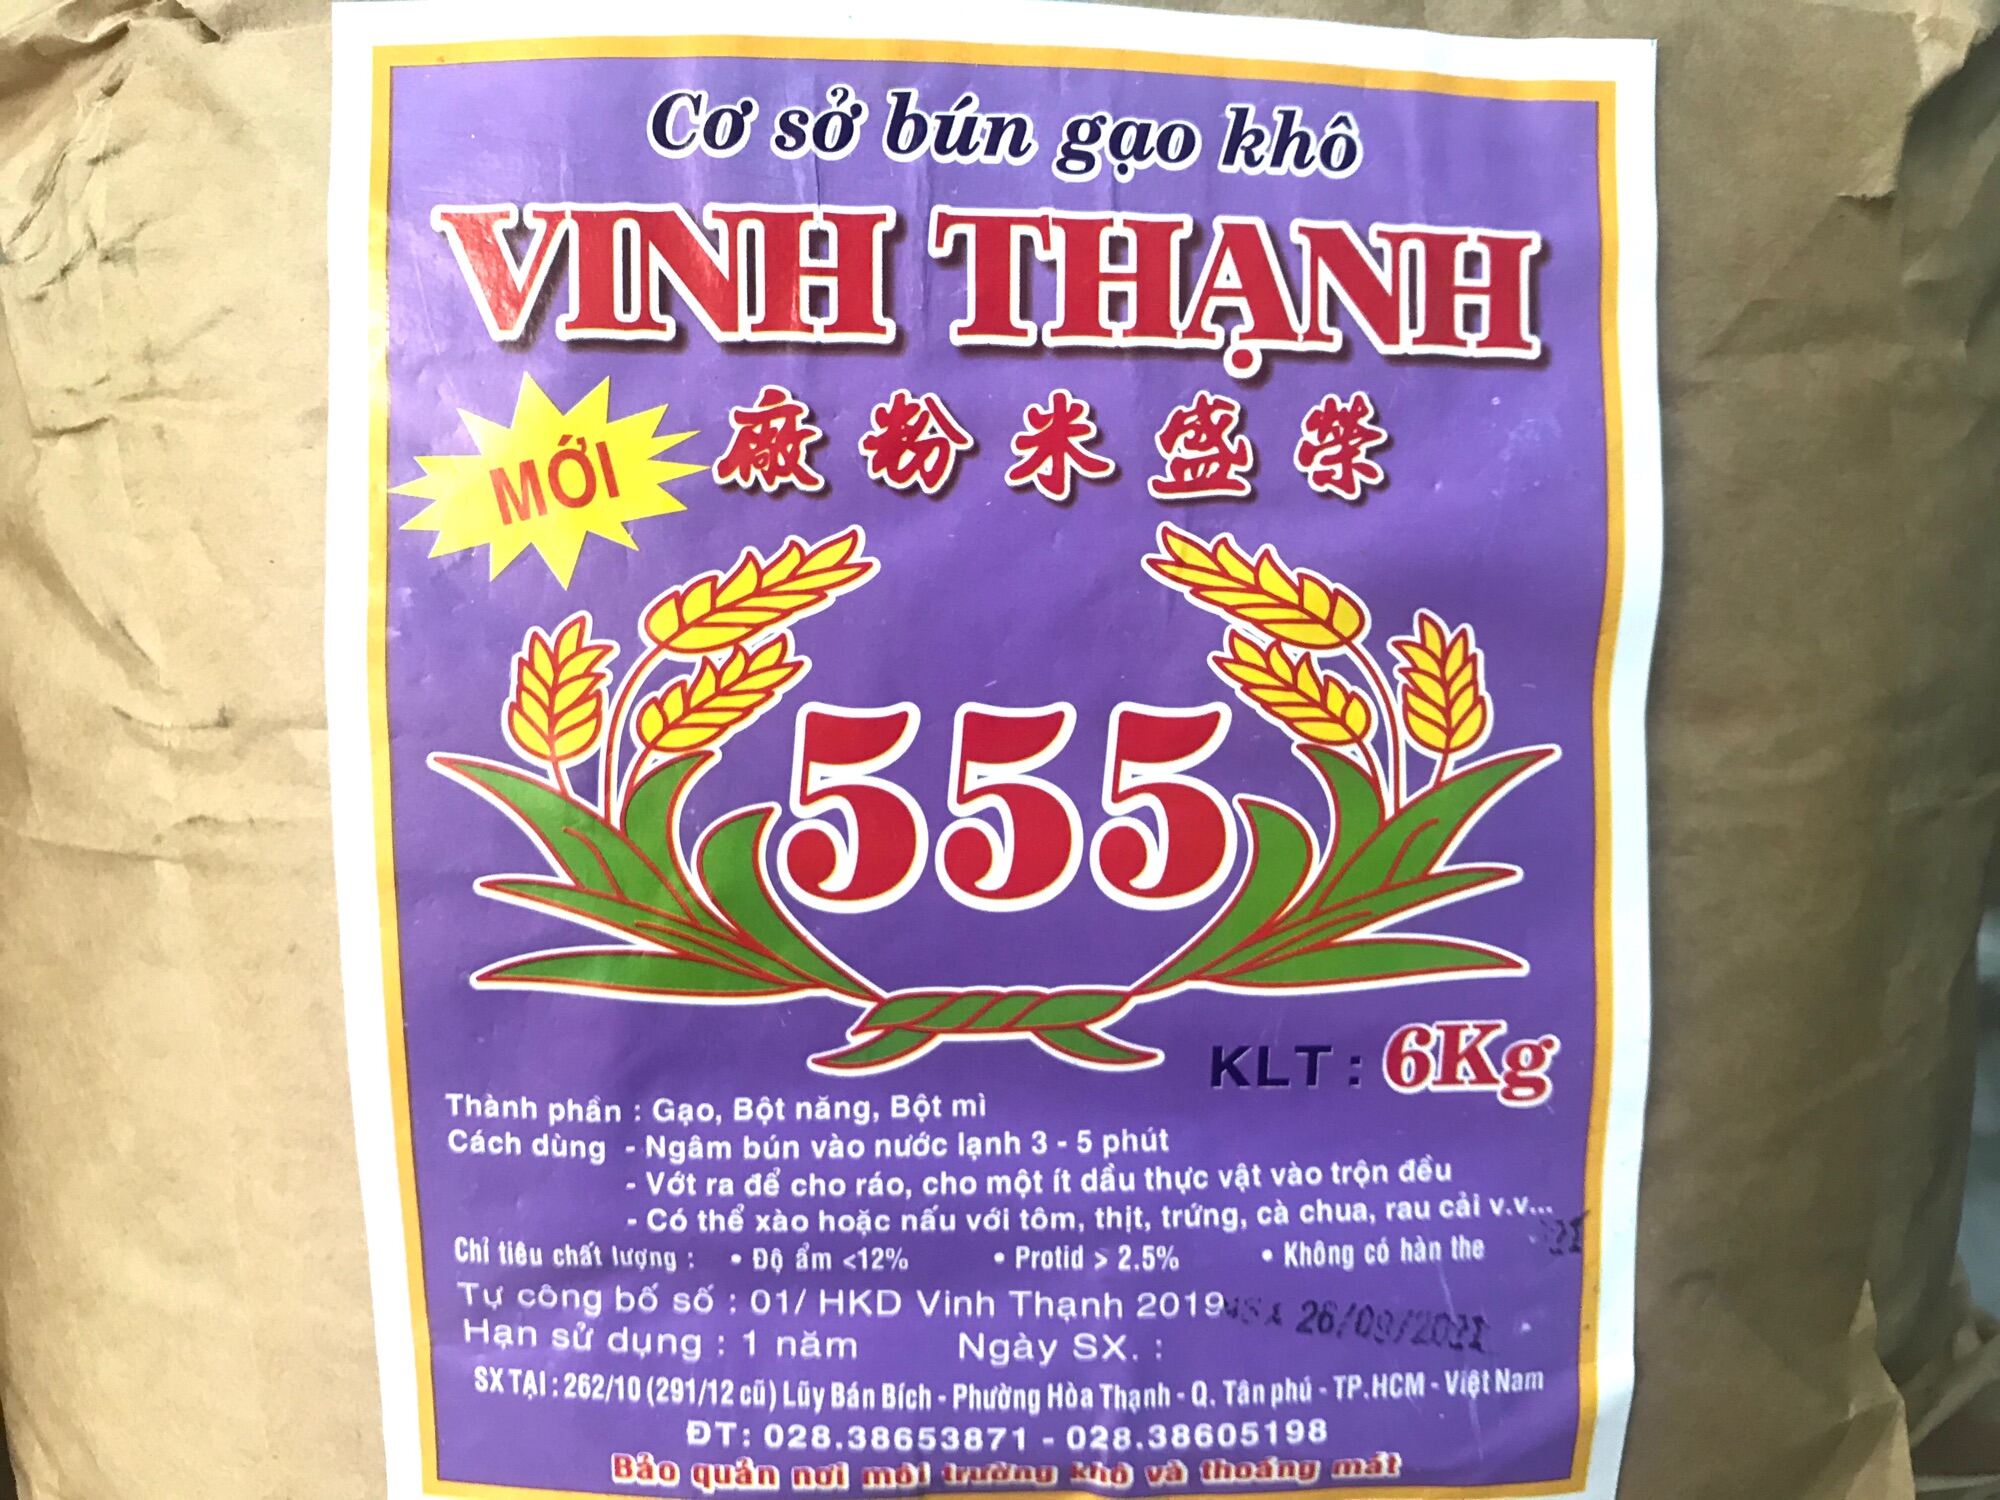 Cơ sở bún gạo khô
VINH THẠNH
MỚI
廠粉米盛榮
555
KLT : 6Kg
Thành phần : Gạo, Bột năng, Bột mì
Cách dùng - Ngâm bún vào nước lạnh 3 - 5 phút
- Vớt ra để cho ráo, cho một ít dầu thực vật vào trộn đều
- Có thể xào hoặc nấu với tôm, thịt, trứng, cà chua, rau cải v.v...
Chỉ tiêu chất lượng : • Độ ẩm <12% • Protid > 2.5% • Không có hàn the
Tự công bố số : 01/ HKD Vinh Thạnh 2019
26/09/2021
Hạn sử dụng : 1 năm Ngày SX. :
SX TẠI : 262/10 (291/12 cũ) Lũy Bán Bích - Phường Hòa Thạnh - Q. Tân phú - TP.HCM - Việt Nam
ĐT: 028.38653871 - 028.38605198
Bảo quản nơi môi trường khô và thoáng mát